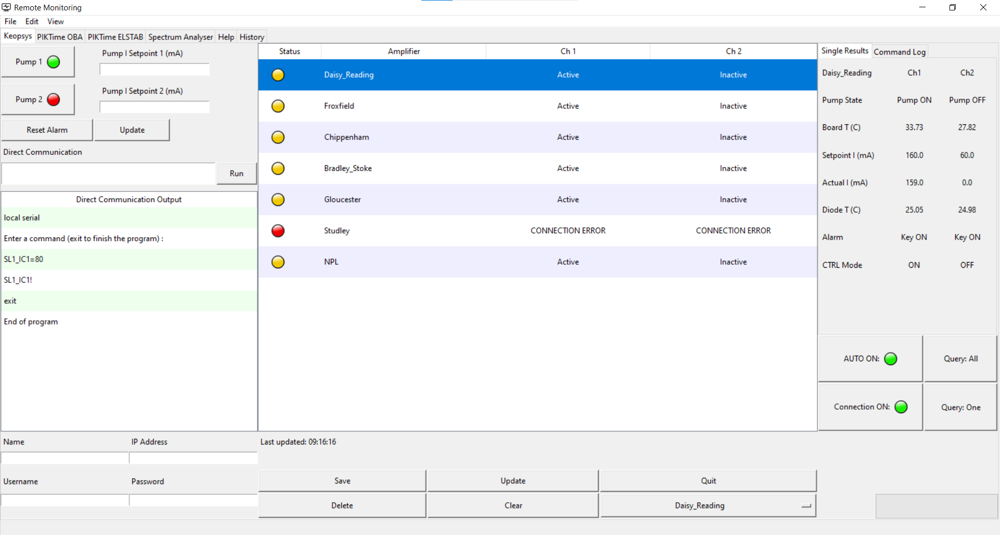 Remote Monitoring
File Edit View
Keopsys PIKTime OBA PIKTime ELSTAB Spectrum Analyser Help History
Pump 1
Pump I Setpoint 1 (mA)
Pump 2
Pump I Setpoint 2 (mA)
Reset Alarm Update
Direct Communication
Run
Direct Communication Output
local serial
Enter a command (exit to finish the program) :
SL1_IC1=80
SL1_IC1!
exit
End of program
Name IP Address
Username Password
Status Amplifier Ch 1 Ch 2
Daisy_Reading Active Inactive
Froxfield Active Inactive
Chippenham Active Inactive
Bradley_Stoke Active Inactive
Gloucester Active Inactive
Studley CONNECTION ERROR CONNECTION ERROR
NPL Active Inactive
Last updated: 09:16:16
Save Update Quit
Delete Clear Daisy_Reading
Single Results Command Log
Daisy_Reading Ch1 Ch2
Pump State Pump ON Pump OFF
Board T (C) 33.73 27.82
Setpoint I (mA) 160.0 60.0
Actual I (mA) 159.0 0.0
Diode T (C) 25.05 24.98
Alarm Key ON Key ON
CTRL Mode ON OFF
AUTO ON: Query: All
Connection ON: Query: One